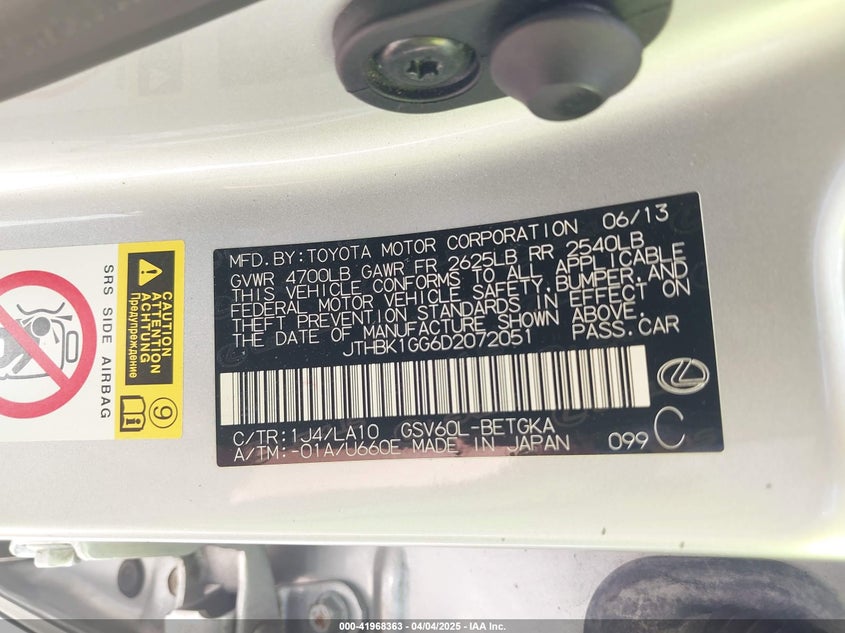 MFD. BY: TOYOTA MOTOR CORPORATION 06/13
GVWR 4700LB GAWR FR 2625LB RR 2540LB
THIS VEHICLE CONFORMS TO ALL APPLICABLE
FEDERAL MOTOR VEHICLE SAFETY, BUMPER, AND
THEFT PREVENTION STANDARDS IN EFFECT ON
THE DATE OF MANUFACTURE SHOWN ABOVE.
JTHBK1GG6D2072051 PASS. CAR
C/TR: 1J4/LA10 GSV60L-BETGKA
A/TM: -01A/U660E MADE IN JAPAN 099 C
CAUTION
ATTENTION
ACHTUNG
Предупреждение
SRS SIDE AIRBAG
9
000-41968363 - 04/04/2025 - IAA Inc.